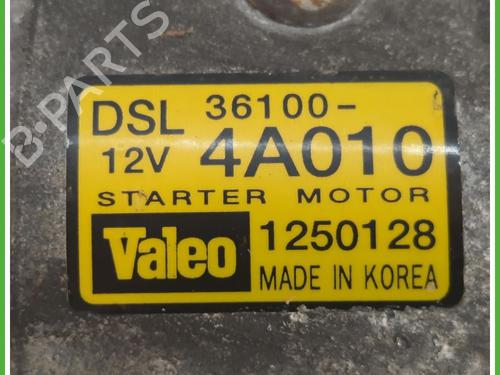 B-PARTS
DSL 36100-
12V 4A010
STARTER MOTOR
Valeo 1250128
MADE IN KOREA